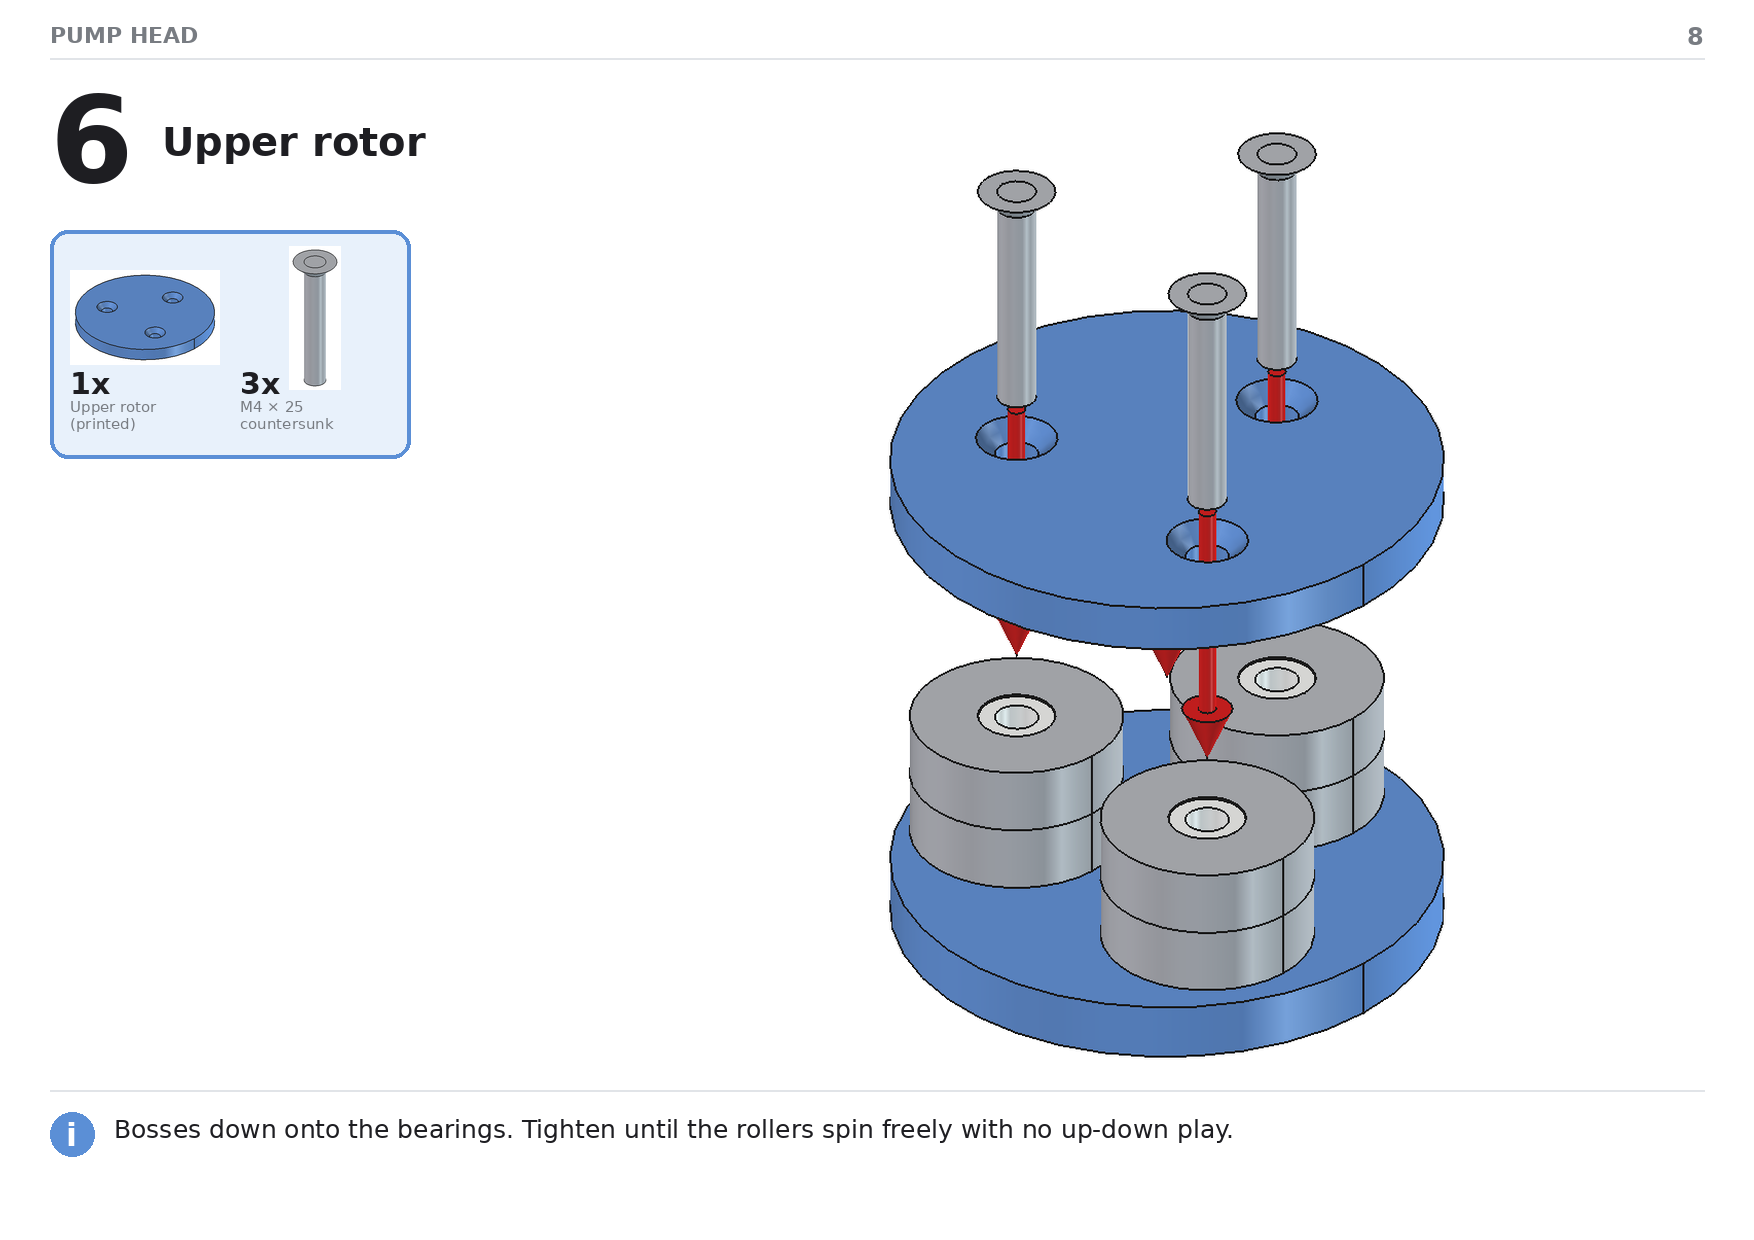 PUMP HEAD
8
6
Upper rotor
1x
Upper rotor
(printed)
3x
M4 × 25
countersunk
i
Bosses down onto the bearings. Tighten until the rollers spin freely with no up-down play.